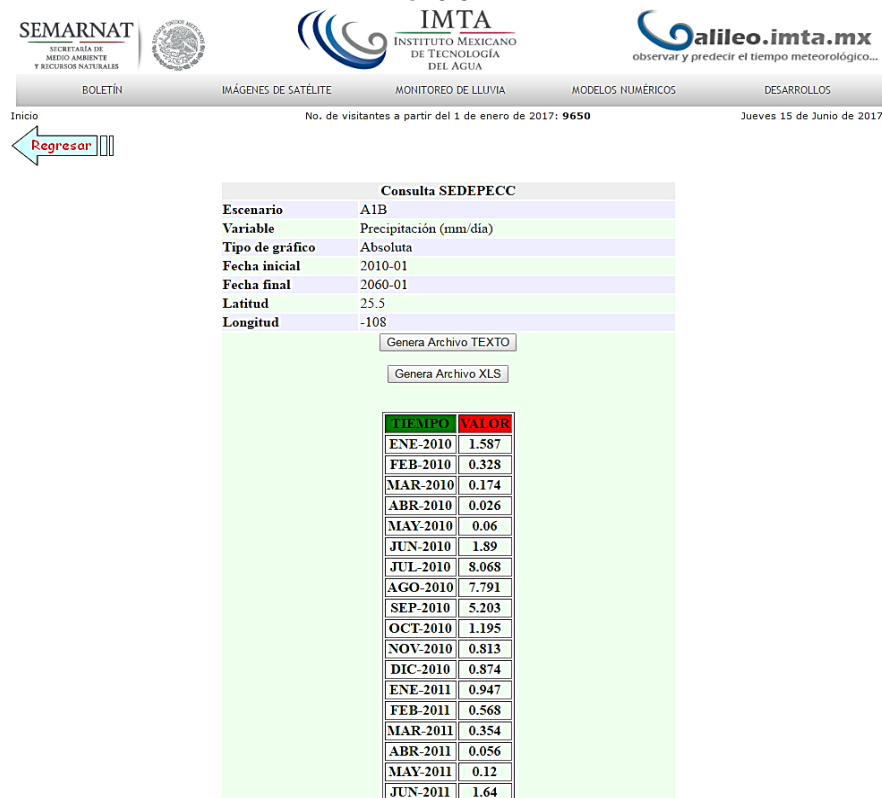 SEMARNAT
SECRETARÍA DE
MEDIO AMBIENTE
Y RECURSOS NATURALES
IMTA
INSTITUTO MEXICANO
DE TECNOLOGÍA
DEL AGUA
Galileo.imta.mx
observar y predecir el tiempo meteorológico...
BOLETÍN IMÁGENES DE SATÉLITE MONITOREO DE LLUVIA MODELOS NUMÉRICOS DESARROLLOS
Inicio No. de visitantes a partir del 1 de enero de 2017: 9650 Jueves 15 de Junio de 2017
Regresar
Consulta SEDEPECC
Escenario A1B
Variable Precipitación (mm/día)
Tipo de gráfico Absoluta
Fecha inicial 2010-01
Fecha final 2060-01
Latitud 25.5
Longitud -108
Genera Archivo TEXTO
Genera Archivo XLS
TIEMPO VALOR
ENE-2010 1.587
FEB-2010 0.328
MAR-2010 0.174
ABR-2010 0.026
MAY-2010 0.06
JUN-2010 1.89
JUL-2010 8.068
AGO-2010 7.791
SEP-2010 5.203
OCT-2010 1.195
NOV-2010 0.813
DIC-2010 0.874
ENE-2011 0.947
FEB-2011 0.568
MAR-2011 0.354
ABR-2011 0.056
MAY-2011 0.12
JUN-2011 1.64